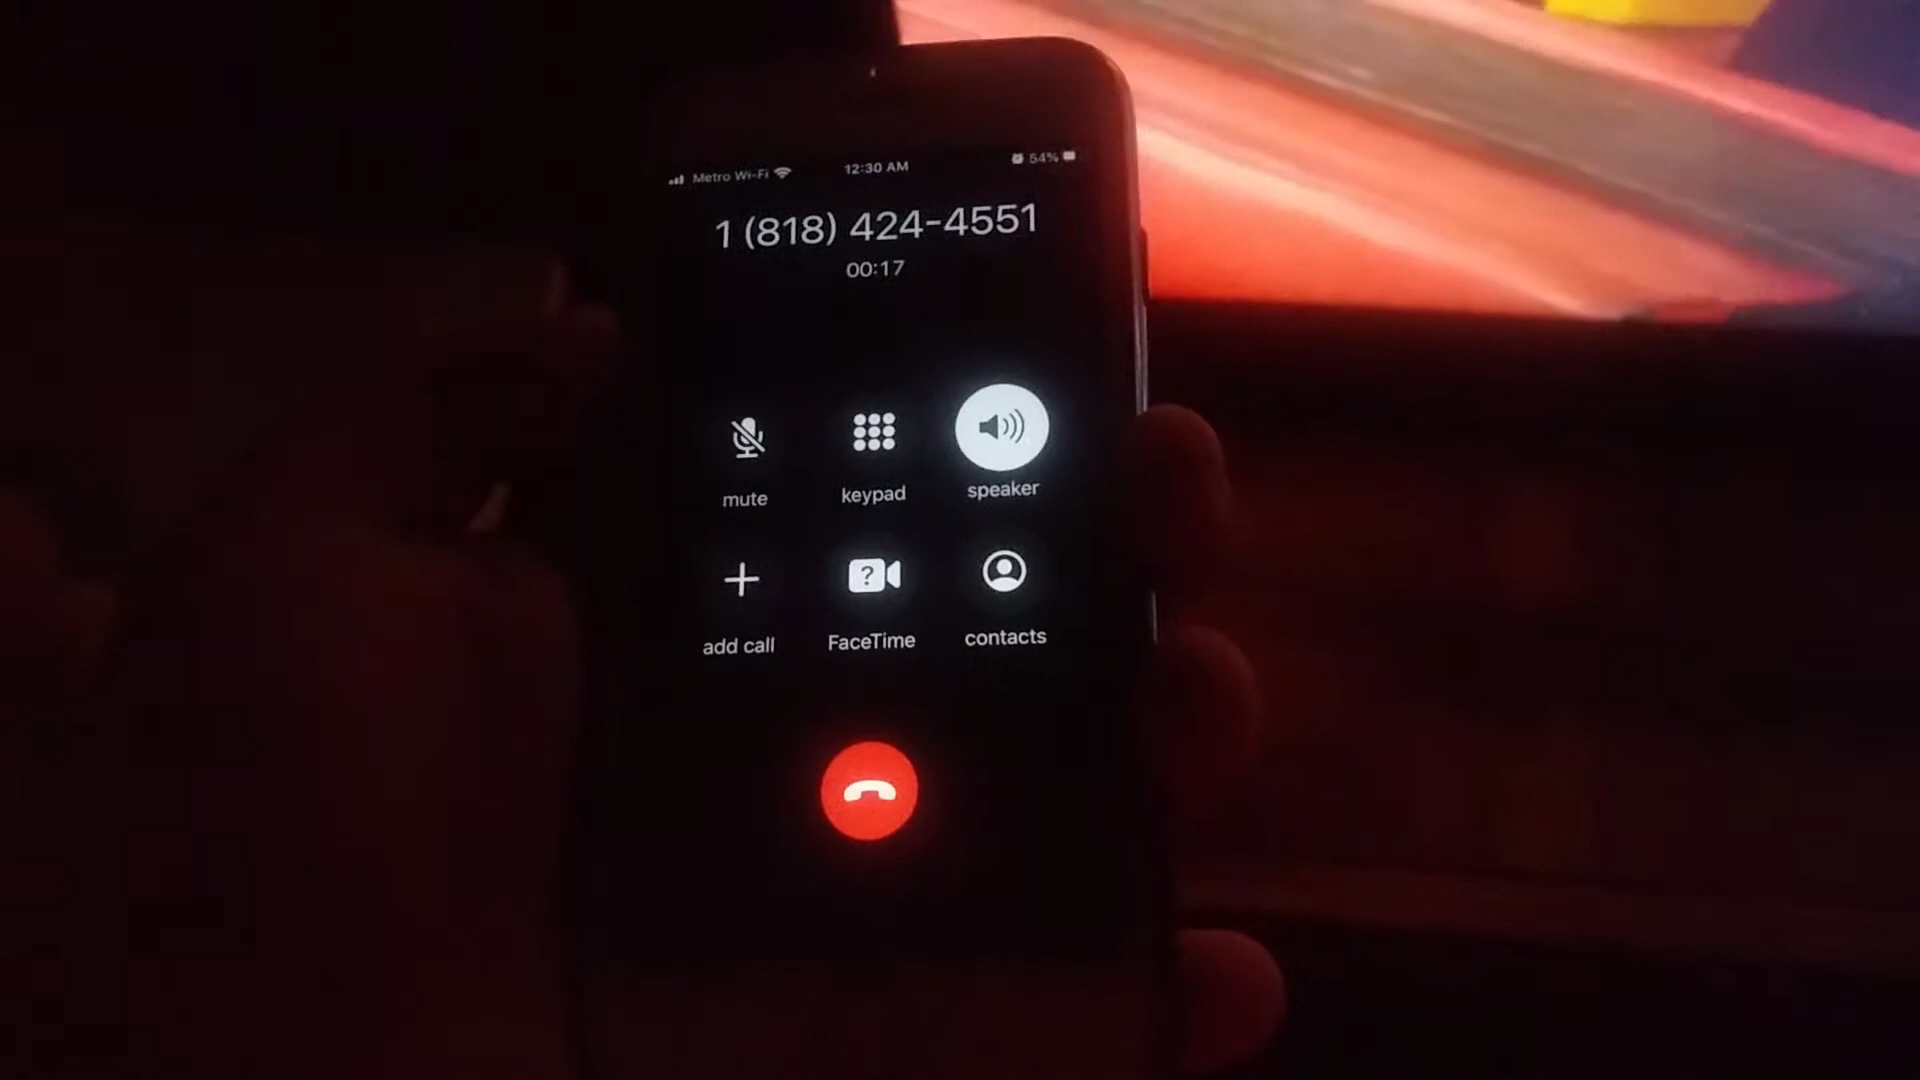 Metro Wi-Fi 12:30 AM 54%
1 (818) 424-4551
00:17
mute keypad speaker
?
add call FaceTime contacts